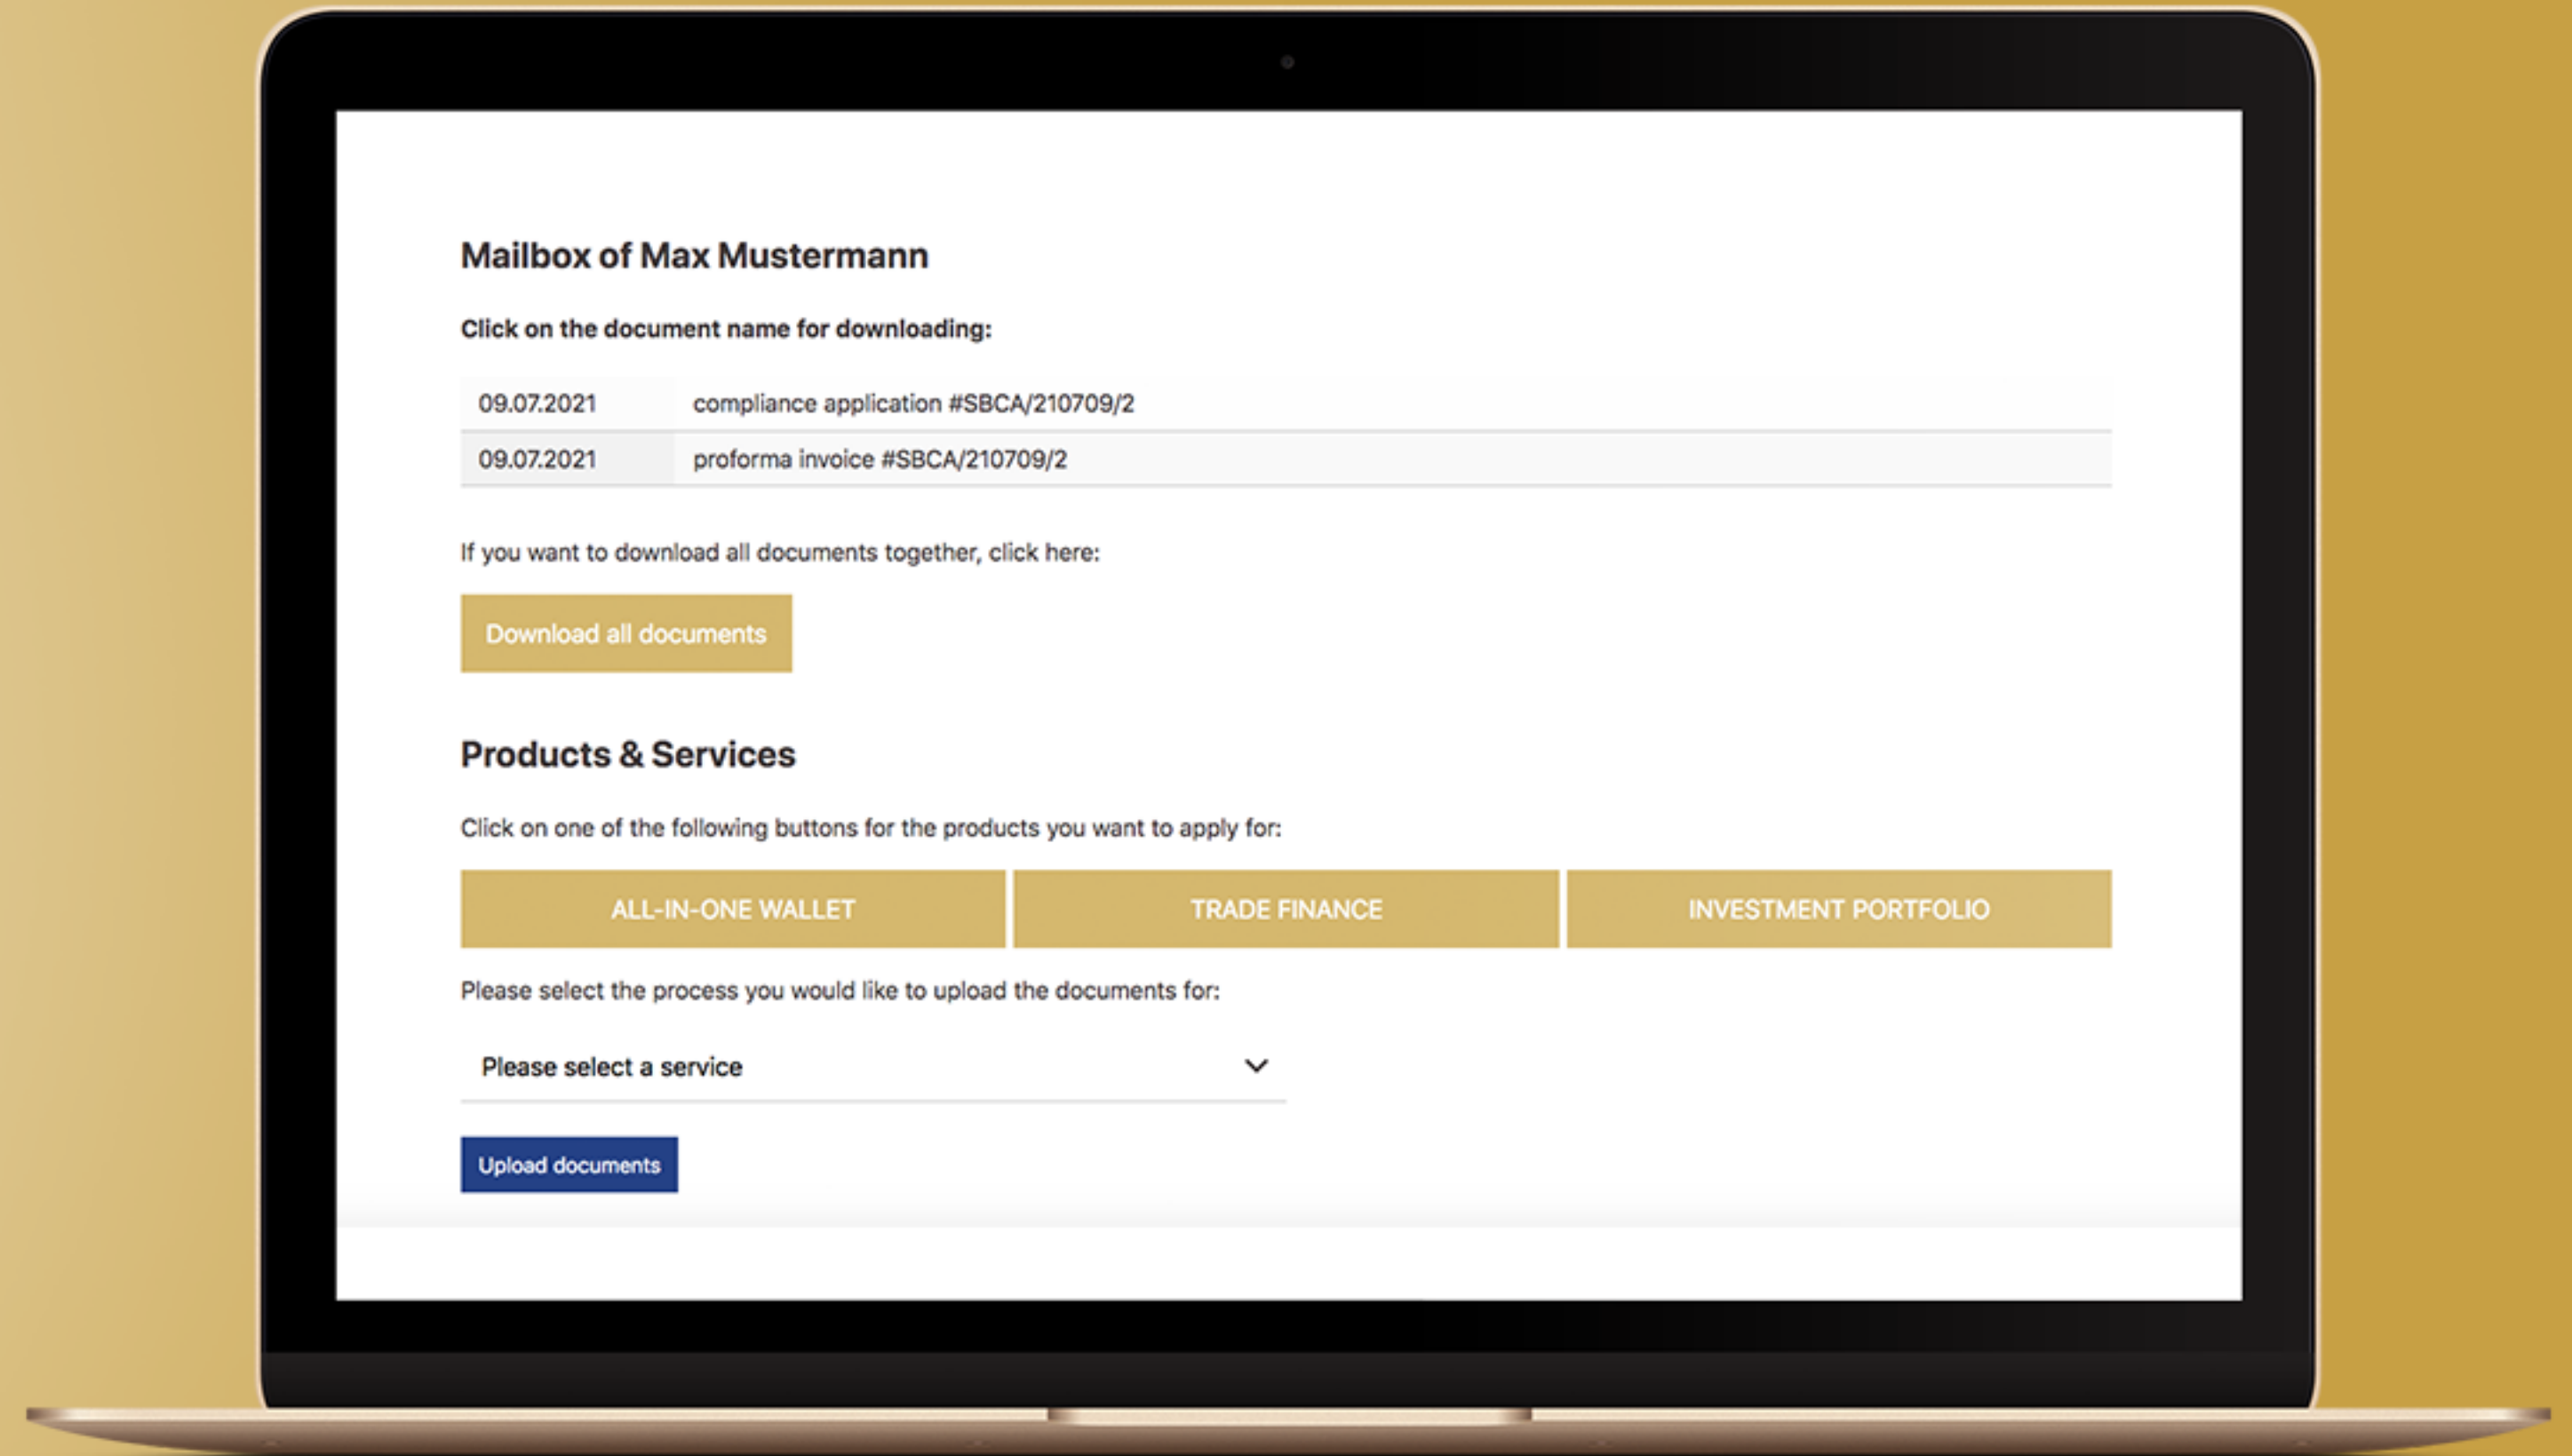 Mailbox of Max Mustermann
Click on the document name for downloading:
09.07.2021 compliance application #SBCA/210709/2
09.07.2021 proforma invoice #SBCA/210709/2
If you want to download all documents together, click here:
Download all documents
Products & Services
Click on one of the following buttons for the products you want to apply for:
ALL-IN-ONE WALLET TRADE FINANCE INVESTMENT PORTFOLIO
Please select the process you would like to upload the documents for:
Please select a service
Upload documents